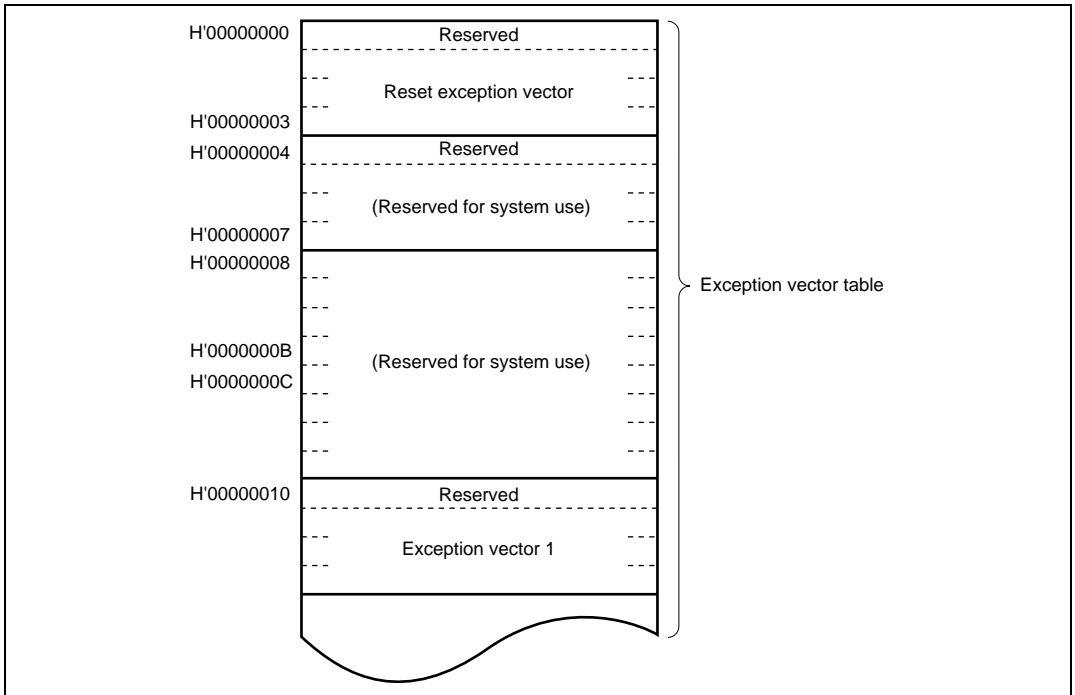 H'00000000
Reserved
Reset exception vector
H'00000003
H'00000004
Reserved
(Reserved for system use)
H'00000007
H'00000008
Exception vector table
H'0000000B
(Reserved for system use)
H'0000000C
H'00000010
Reserved
Exception vector 1